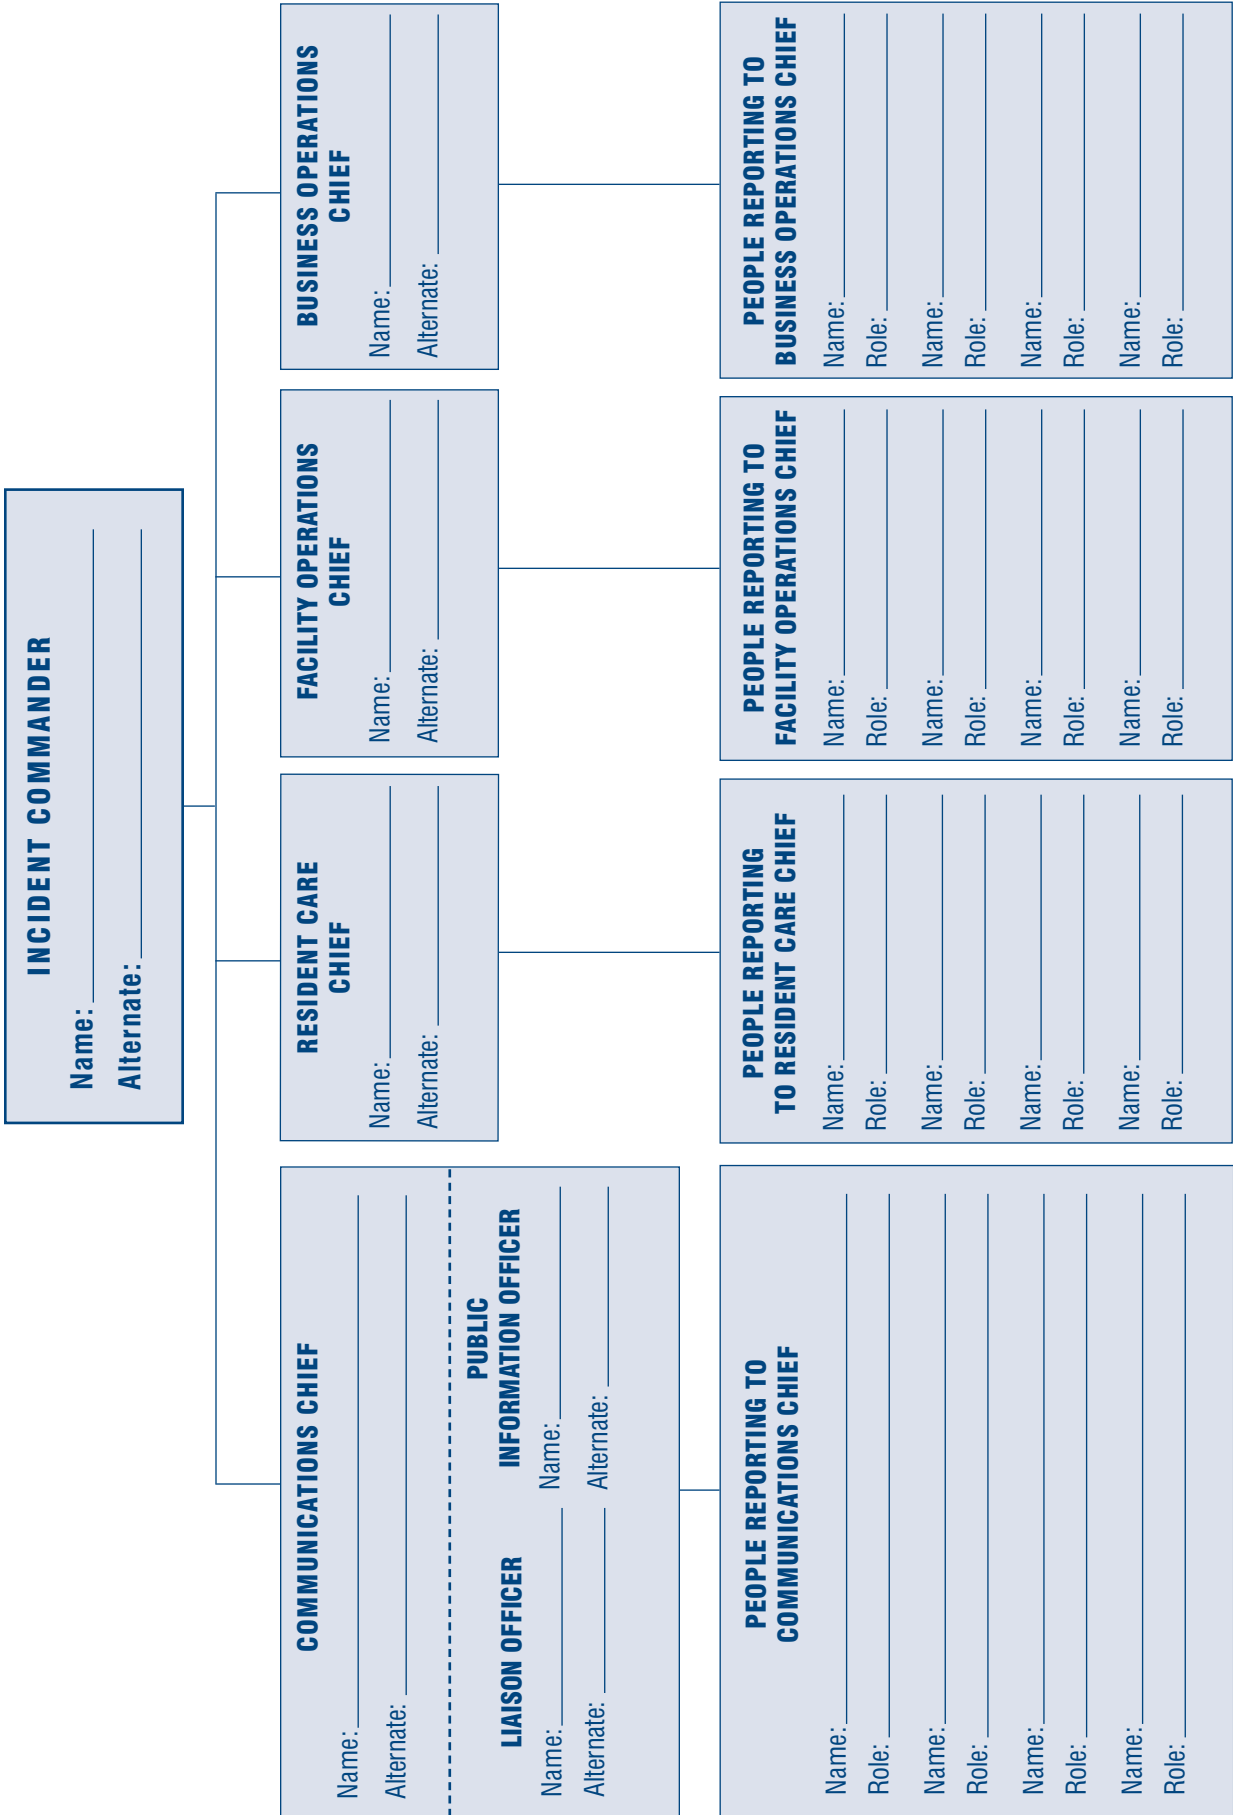 INCIDENT COMMANDER
Name:
Alternate:
COMMUNICATIONS CHIEF
Name:
Alternate:
LIAISON OFFICER
Name:
Alternate:
PUBLIC
INFORMATION OFFICER
Name:
Alternate:
RESIDENT CARE
CHIEF
Name:
Alternate:
FACILITY OPERATIONS
CHIEF
Name:
Alternate:
BUSINESS OPERATIONS
CHIEF
Name:
Alternate:
PEOPLE REPORTING TO
COMMUNICATIONS CHIEF
Name:
Role:
Name:
Role:
Name:
Role:
Name:
Role:
PEOPLE REPORTING
TO RESIDENT CARE CHIEF
Name:
Role:
Name:
Role:
Name:
Role:
Name:
Role:
PEOPLE REPORTING TO
FACILITY OPERATIONS CHIEF
Name:
Role:
Name:
Role:
Name:
Role:
Name:
Role:
PEOPLE REPORTING TO
BUSINESS OPERATIONS CHIEF
Name:
Role:
Name:
Role:
Name:
Role:
Name:
Role: